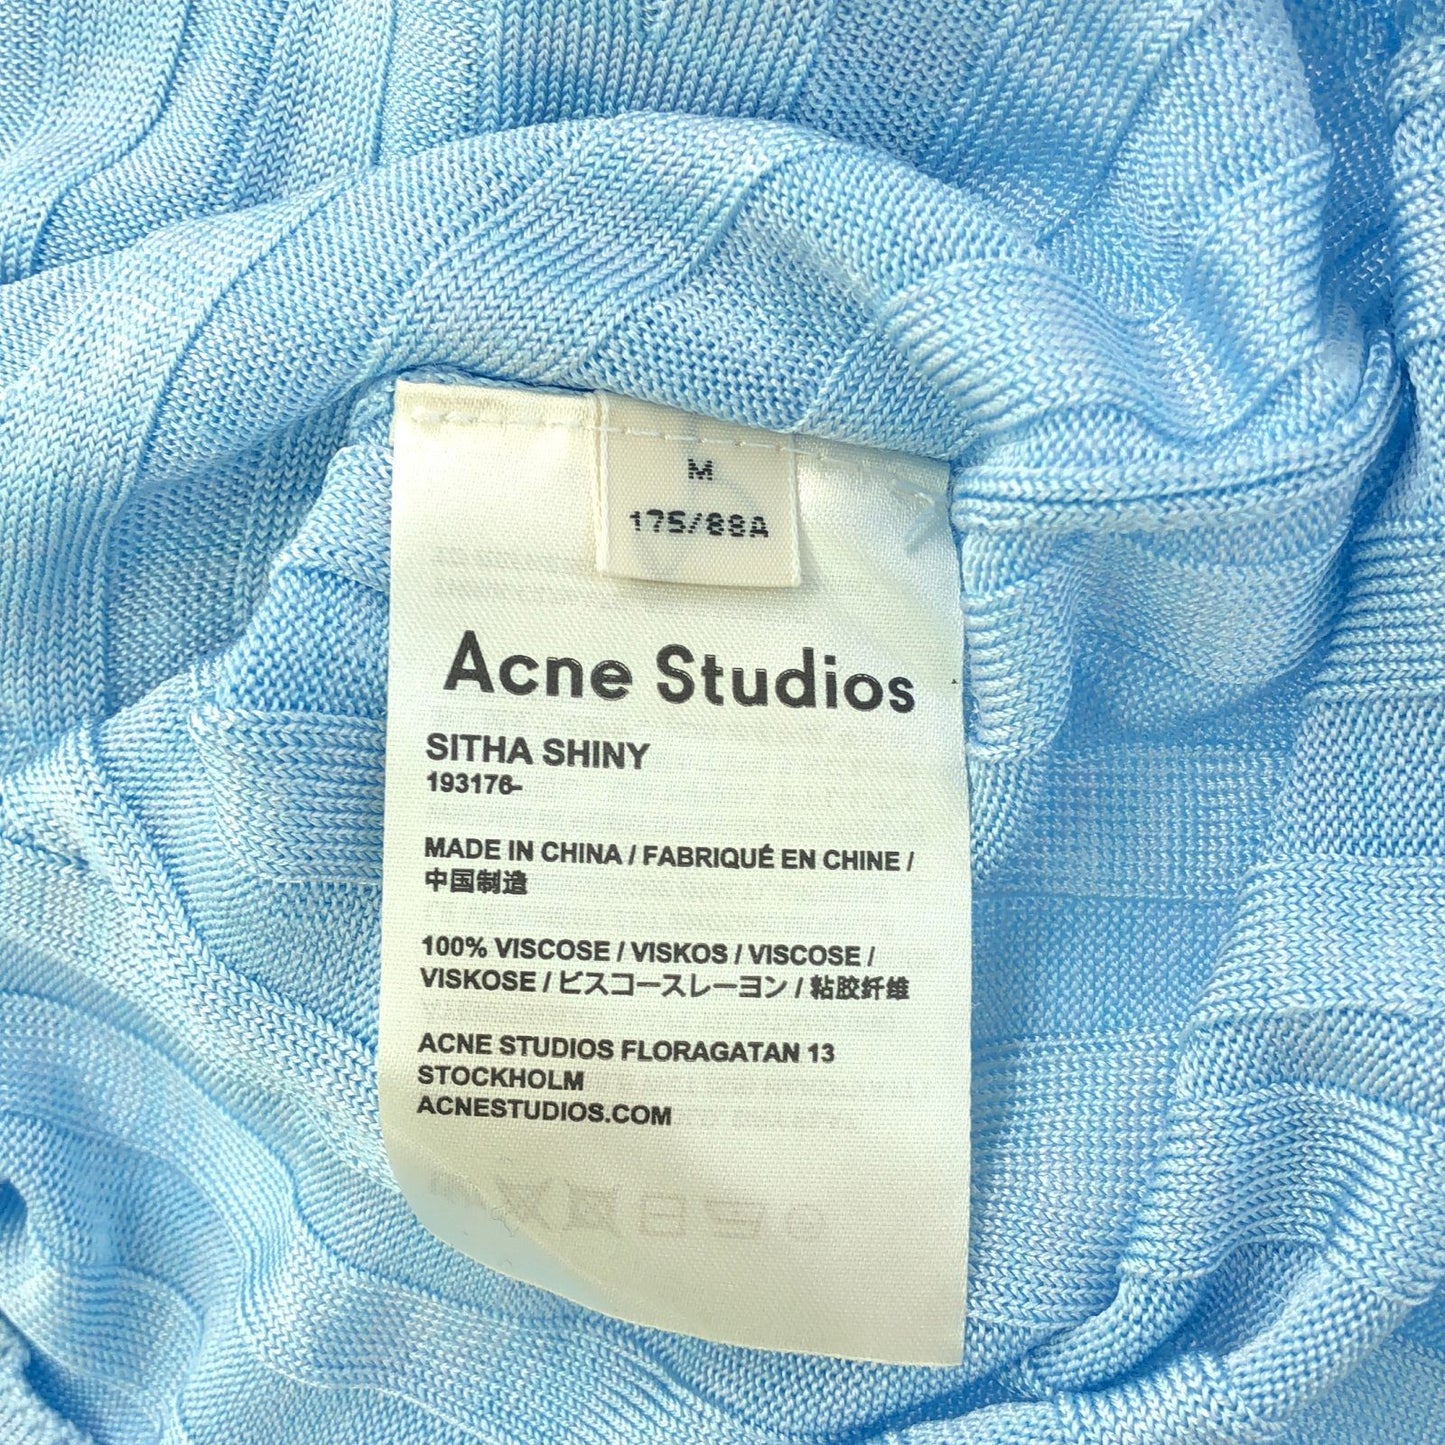 M
175/88A
Acne Studios
SITHA SHINY
193176-
MADE IN CHINA / FABRIQUÉ EN CHINE /
中国制造
100% VISCOSE / VISKOS / VISCOSE /
VISKOSE / ビスコースレーヨン / 粘胶纤维
ACNE STUDIOS FLORAGATAN 13
STOCKHOLM
ACNESTUDIOS.COM